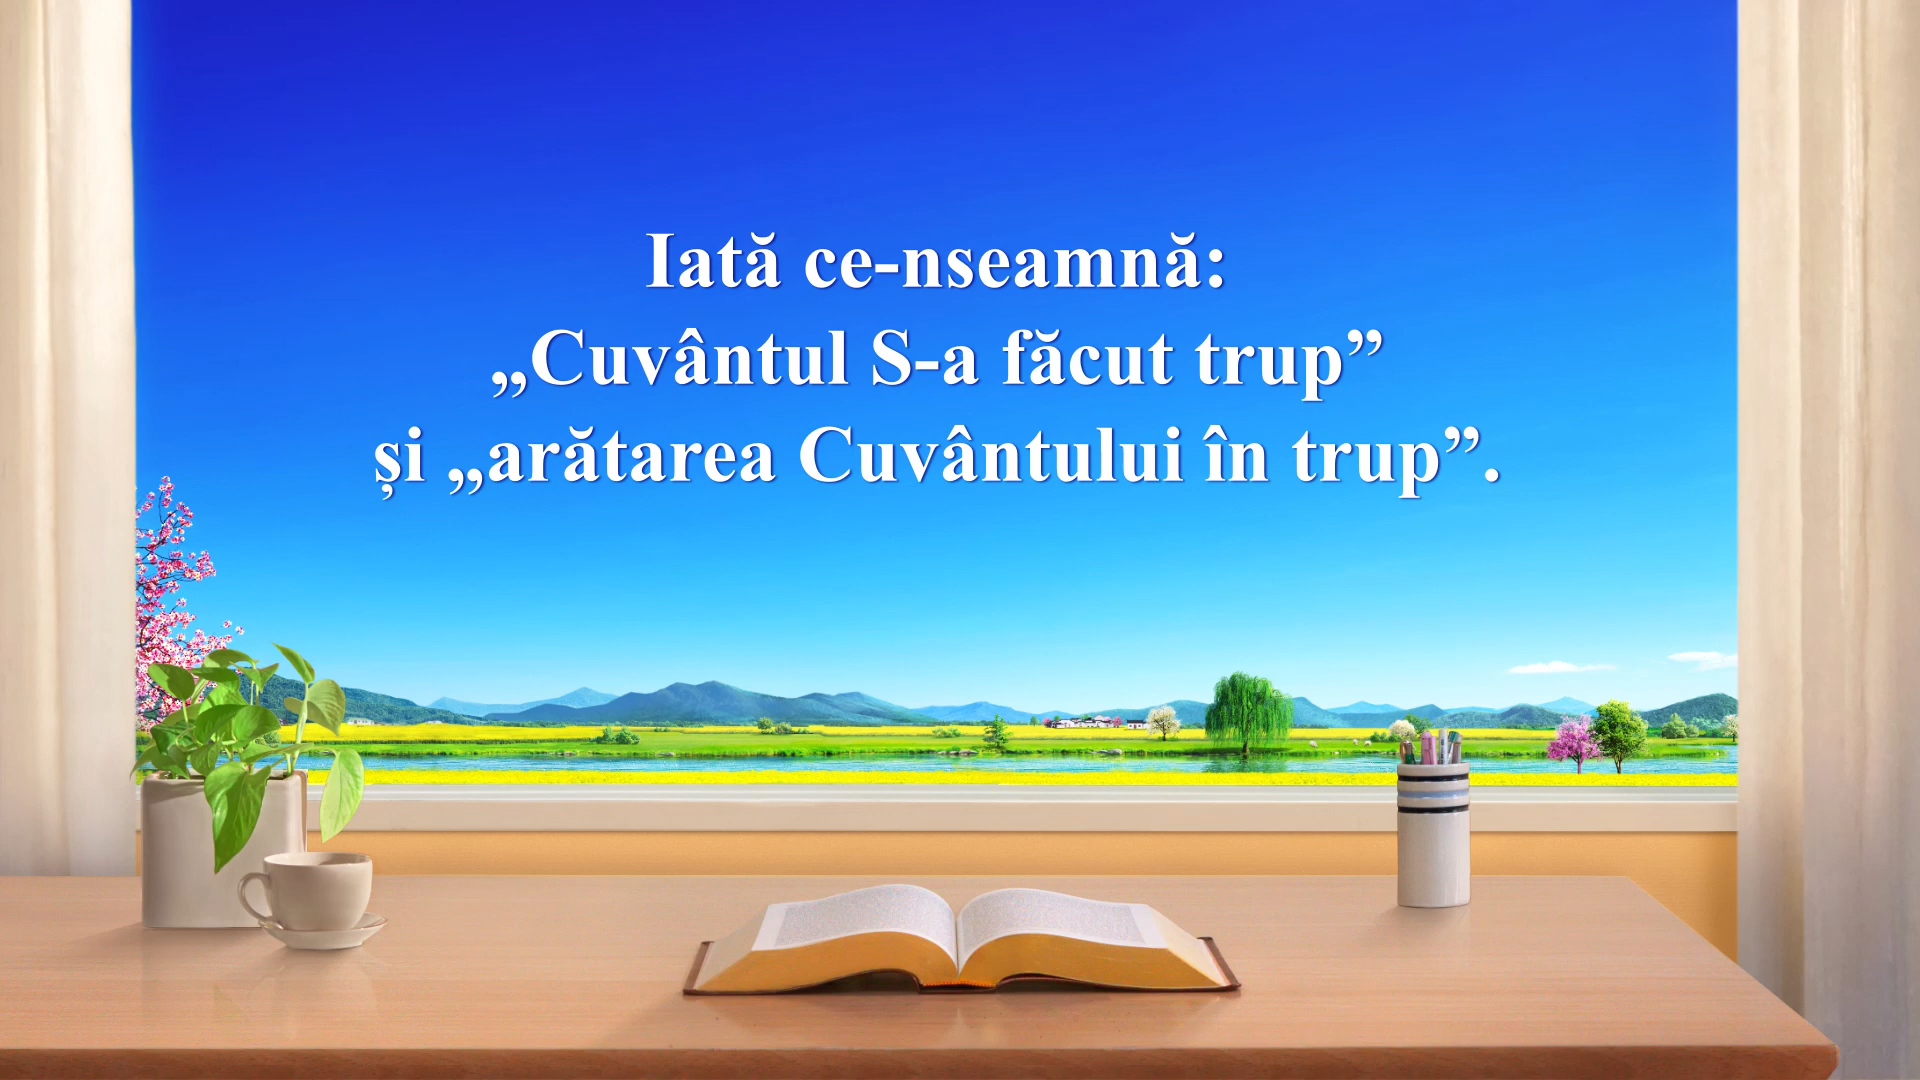 Iată ce-nseamnă:
„Cuvântul S-a făcut trup”
și „arătarea Cuvântului în trup”.